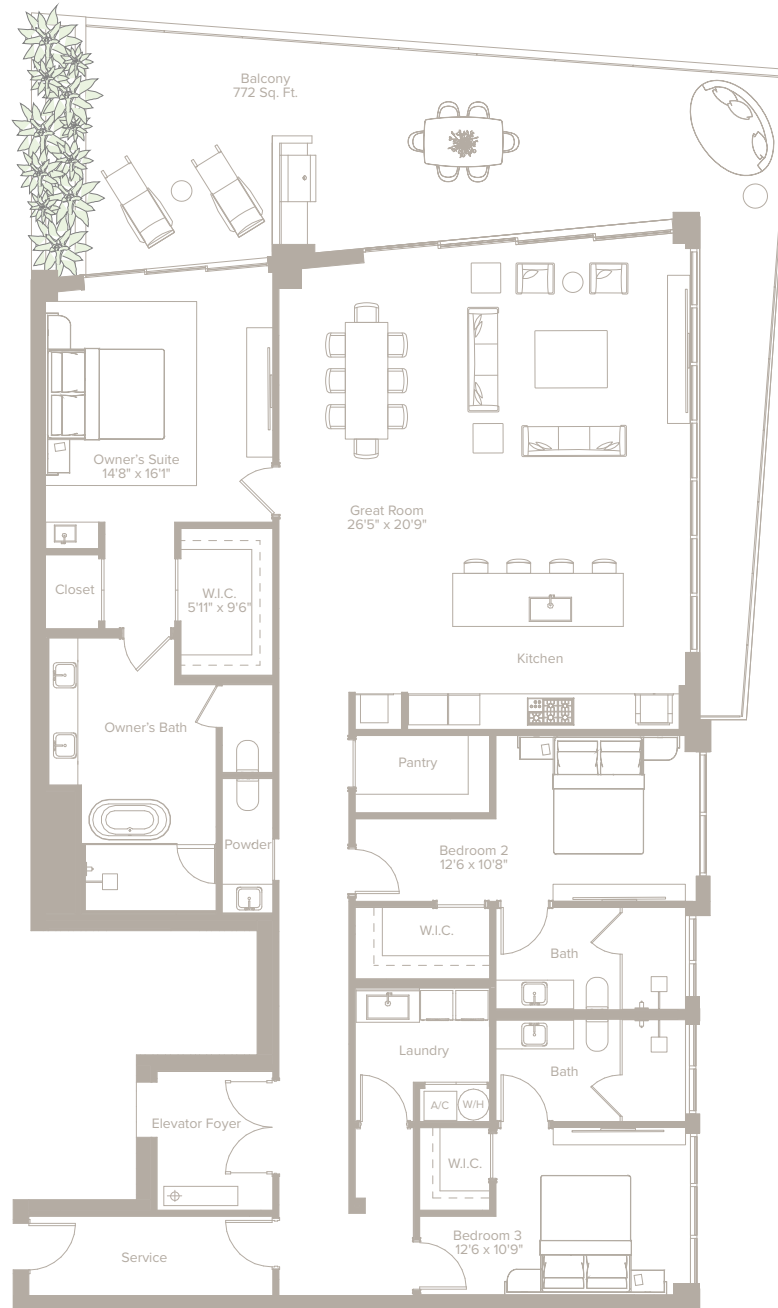 Balcony
772 Sq. Ft.
Owner's Suite
14'8" x 16'1"
Great Room
26'5" x 20'9"
Closet
W.I.C.
5'11" x 9'6"
Kitchen
Owner's Bath
Pantry
Powder
Bedroom 2
12'6 x 10'8"
W.I.C.
Bath
Laundry
Bath
A/C
W/H
Elevator Foyer
W.I.C.
Bedroom 3
12'6 x 10'9"
Service